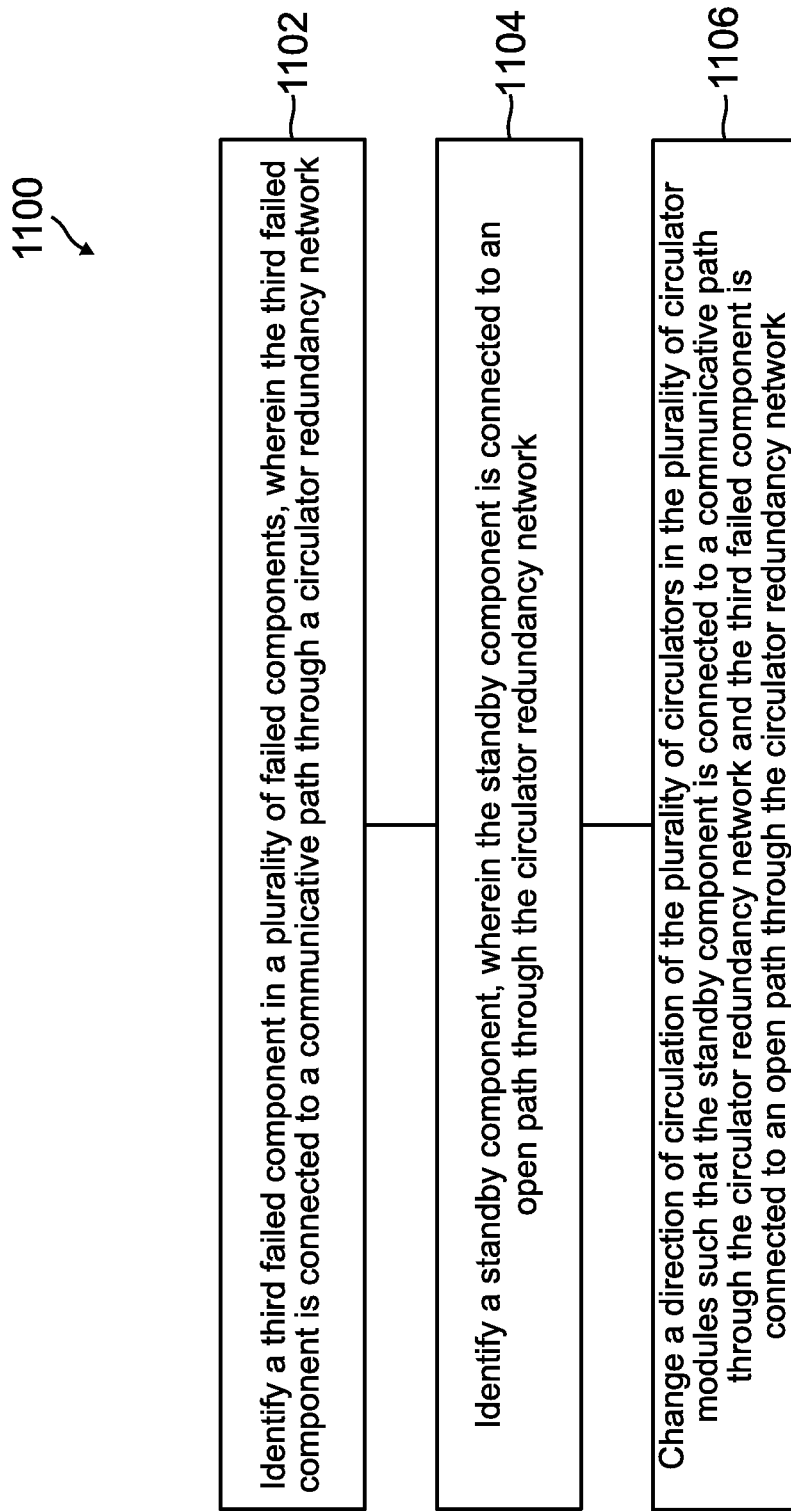 1100
Identify a third failed component in a plurality of failed components, wherein the third failed
component is connected to a communicative path through a circulator redundancy network
1102
Identify a standby component, wherein the standby component is connected to an
open path through the circulator redundancy network
1104
Change a direction of circulation of the plurality of circulators in the plurality of circulator
modules such that the standby component is connected to a communicative path
through the circulator redundancy network and the third failed component is
connected to an open path through the circulator redundancy network
1106